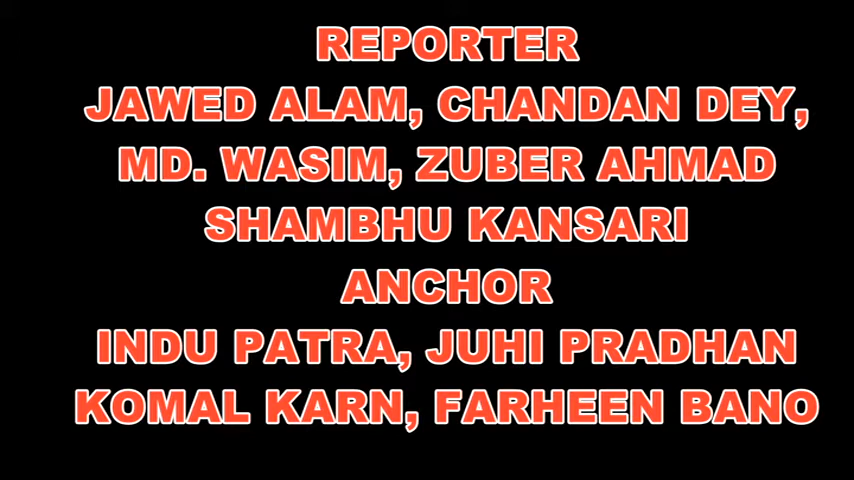 REPORTER
JAWED ALAM, CHANDAN DEY,
MD. WASIM, ZUBER AHMAD
SHAMBHU KANSARI
ANCHOR
INDU PATRA, JUHI PRADHAN
KOMAL KARN, FARHEEN BANO